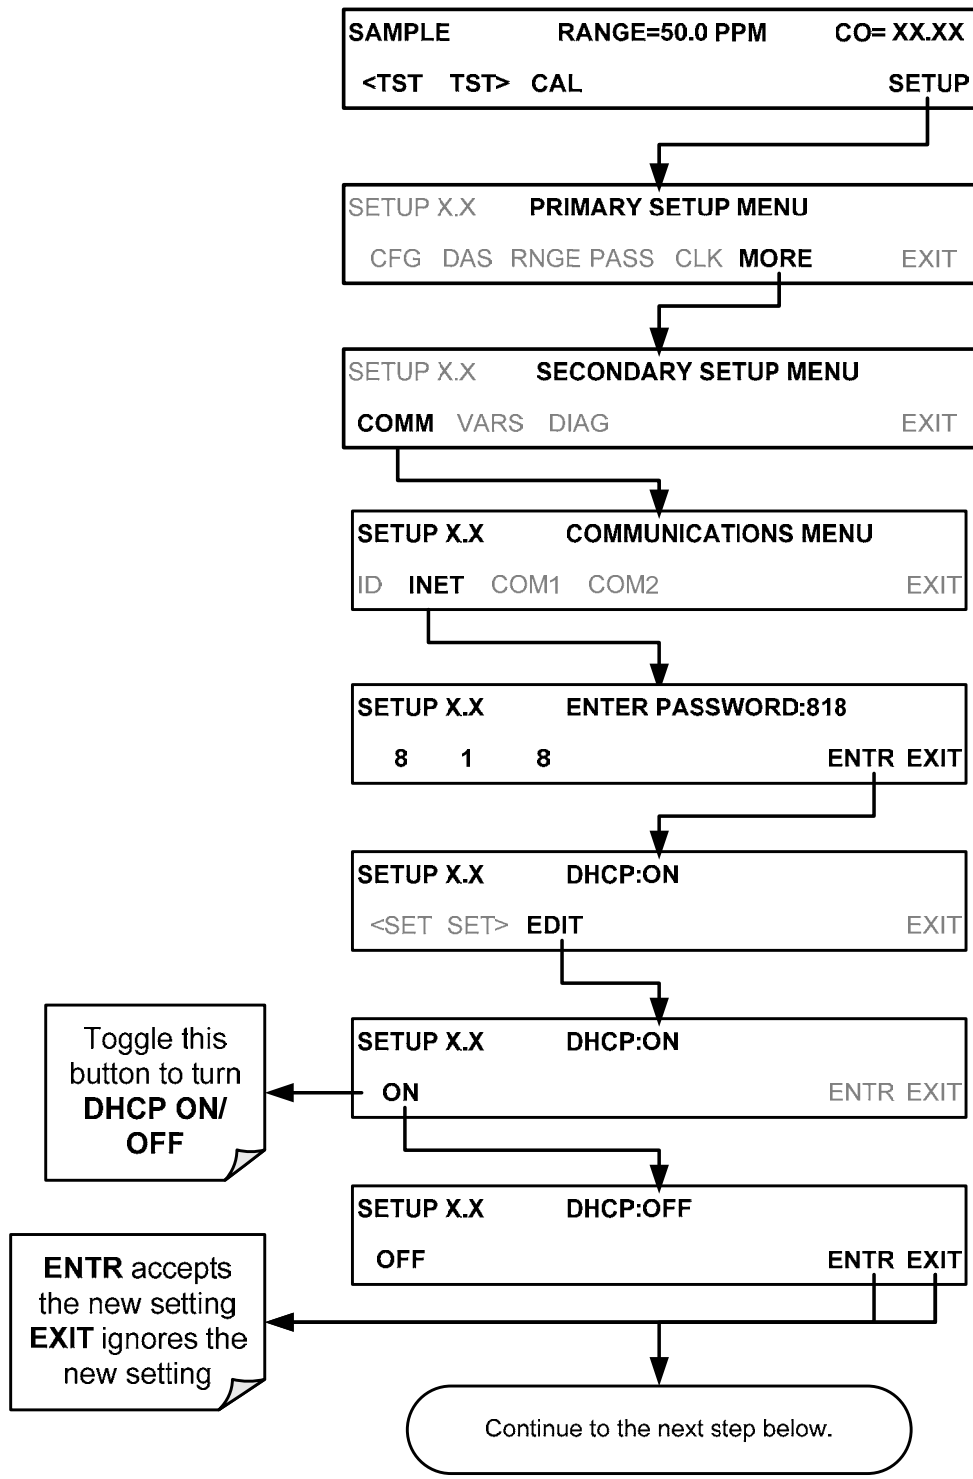 SAMPLE RANGE=50.0 PPM CO= XX.XX
<TST TST> CAL SETUP
SETUP X.X PRIMARY SETUP MENU
CFG DAS RNGE PASS CLK MORE EXIT
SETUP X.X SECONDARY SETUP MENU
COMM VARS DIAG EXIT
SETUP X.X COMMUNICATIONS MENU
ID INET COM1 COM2 EXIT
SETUP X.X ENTER PASSWORD:818
8 1 8 ENTR EXIT
SETUP X.X DHCP:ON
<SET SET> EDIT EXIT
Toggle this
button to turn
DHCP ON/
OFF
SETUP X.X DHCP:ON
ON ENTR EXIT
SETUP X.X DHCP:OFF
OFF ENTR EXIT
ENTR accepts
the new setting
EXIT ignores the
new setting
Continue to the next step below.